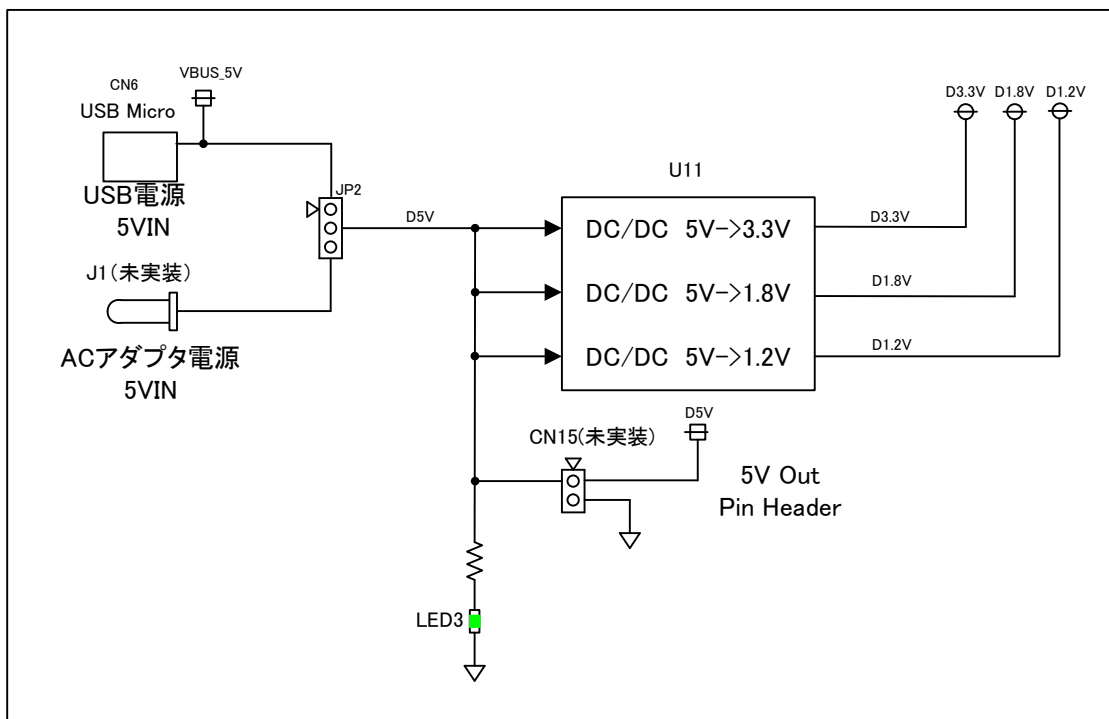 CN6
USB Micro
VBUS_5V
USB電源
5VIN
JP2
J1(未実装)
ACアダプタ電源
5VIN
D5V
U11
DC/DC 5V->3.3V
DC/DC 5V->1.8V
DC/DC 5V->1.2V
D3.3V
D1.8V
D1.2V
D3.3V
D1.8V
D1.2V
CN15(未実装)
D5V
5V Out
Pin Header
LED3